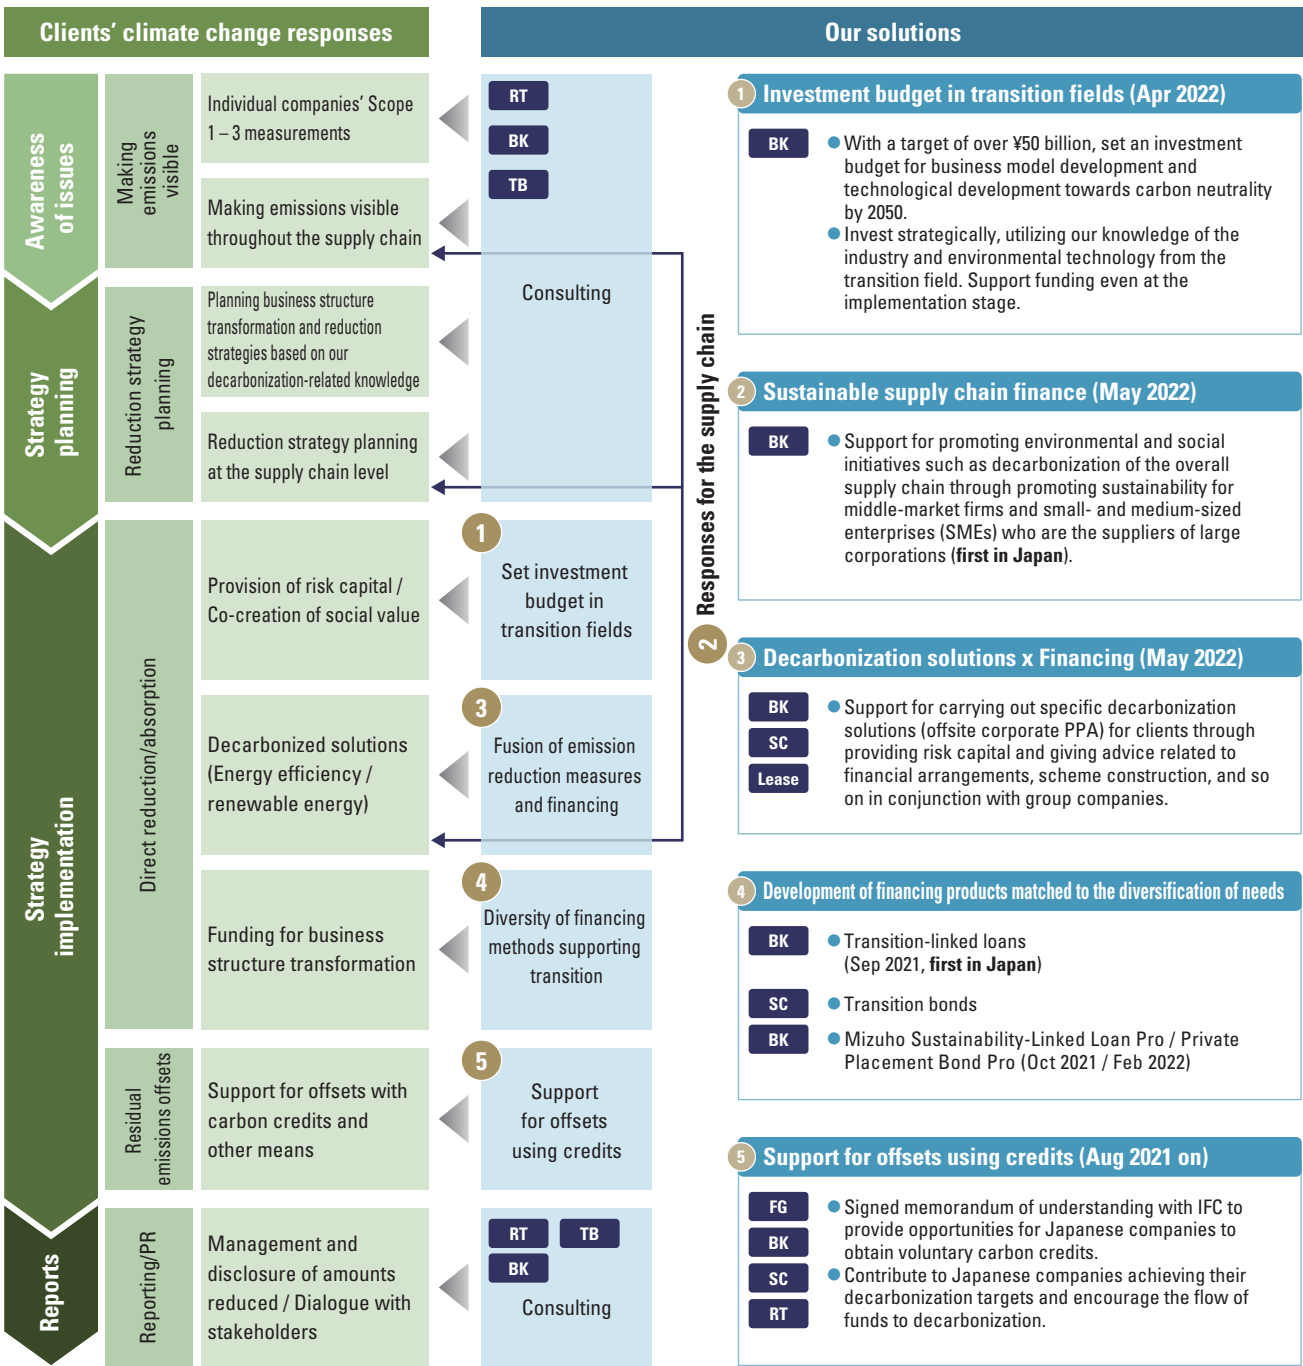 Clients’ climate change responses
Our solutions
Awareness
of issues
Making
emissions
visible
Individual companies’ Scope
1 – 3 measurements
Making emissions visible
throughout the supply chain
RT
BK
TB
Consulting
Strategy
planning
Reduction strategy
planning
Planning business structure
transformation and reduction
strategies based on our
decarbonization-related knowledge
Reduction strategy planning
at the supply chain level
Strategy
implementation
Direct reduction/absorption
Provision of risk capital /
Co-creation of social value
1
Set investment
budget in
transition fields
Decarbonized solutions
(Energy efficiency /
renewable energy)
3
Fusion of emission
reduction measures
and financing
Funding for business
structure transformation
4
Diversity of financing
methods supporting
transition
Residual
emissions offsets
Support for offsets with
carbon credits and
other means
5
Support
for offsets
using credits
Reports
Reporting/PR
Management and
disclosure of amounts
reduced / Dialogue with
stakeholders
RT TB
BK
Consulting
2 Responses for the supply chain
1 Investment budget in transition fields (Apr 2022)
BK
● With a target of over ¥50 billion, set an investment
budget for business model development and
technological development towards carbon neutrality
by 2050.
● Invest strategically, utilizing our knowledge of the
industry and environmental technology from the
transition field. Support funding even at the
implementation stage.
2 Sustainable supply chain finance (May 2022)
BK
● Support for promoting environmental and social
initiatives such as decarbonization of the overall
supply chain through promoting sustainability for
middle-market firms and small- and medium-sized
enterprises (SMEs) who are the suppliers of large
corporations (first in Japan).
3 Decarbonization solutions x Financing (May 2022)
BK
SC
Lease
● Support for carrying out specific decarbonization
solutions (offsite corporate PPA) for clients through
providing risk capital and giving advice related to
financial arrangements, scheme construction, and so
on in conjunction with group companies.
4 Development of financing products matched to the diversification of needs
BK ● Transition-linked loans
(Sep 2021, first in Japan)
SC ● Transition bonds
BK ● Mizuho Sustainability-Linked Loan Pro / Private
Placement Bond Pro (Oct 2021 / Feb 2022)
5 Support for offsets using credits (Aug 2021 on)
FG
BK
SC
RT
● Signed memorandum of understanding with IFC to
provide opportunities for Japanese companies to
obtain voluntary carbon credits.
● Contribute to Japanese companies achieving their
decarbonization targets and encourage the flow of
funds to decarbonization.